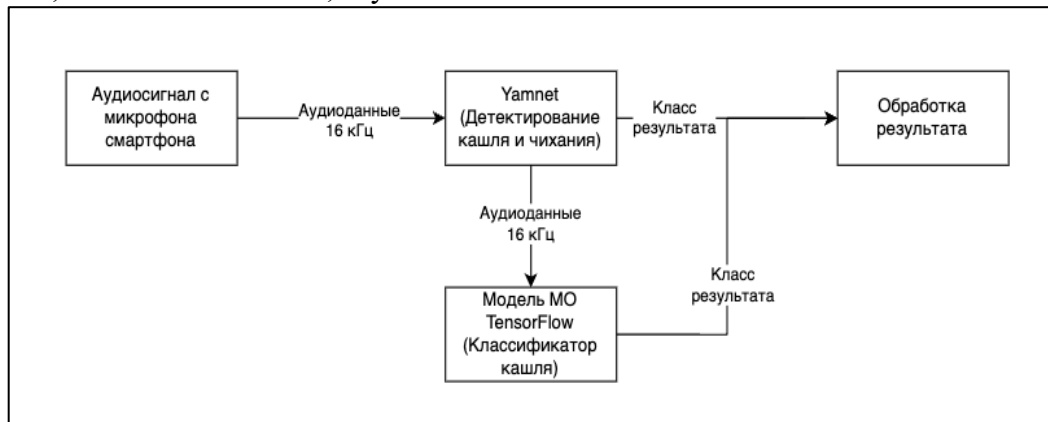 Аудиосигнал с
микрофона
смартфона
Аудиоданные
16 кГц
Yamnet
(Детектирование
кашля и чихания)
Класс
результата
Обработка
результата
Аудиоданные
16 кГц
Модель МО
TensorFlow
(Классификатор
кашля)
Класс
результата